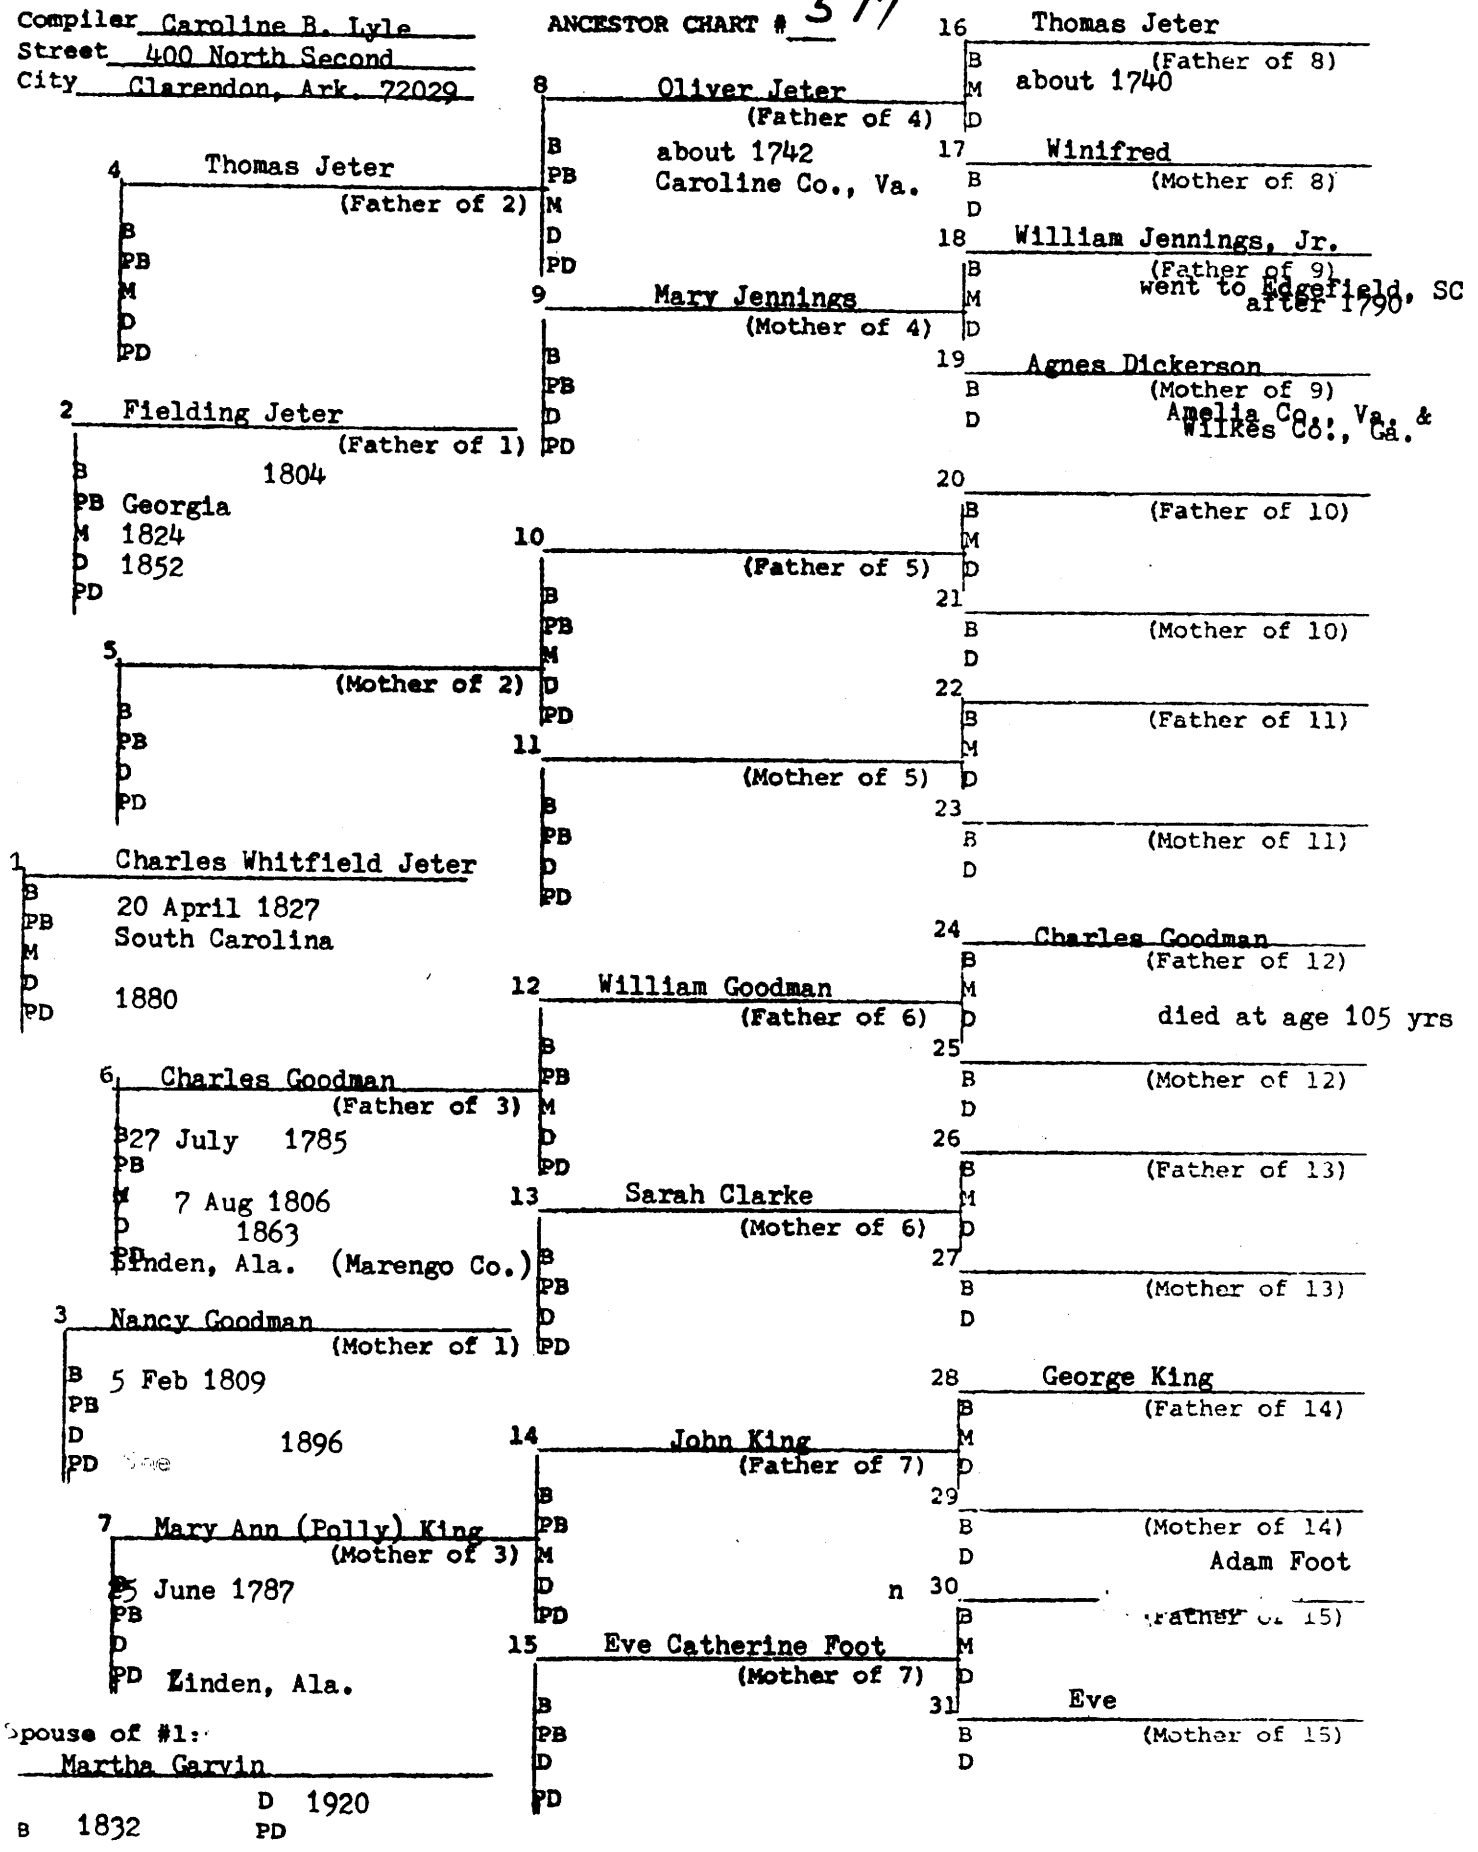 Compiler Caroline B. Lyle
Street 400 North Second
City Clarendon, Ark. 72029
ANCESTOR CHART #
16 Thomas Jeter
(Father of 8)
B about 1740
M
D
8 Oliver Jeter
(Father of 4)
B about 1742
PB Caroline Co., Va.
M
D
PD
17 Winifred
(Mother of 8)
B
D
4 Thomas Jeter
(Father of 2)
B
PB
M
D
PD
18 William Jennings, Jr.
(Father of 9)
B went to Edgefield, SC
M after 1790
D
9 Mary Jennings
(Mother of 4)
B
PB
D
PD
19 Agnes Dickerson
(Mother of 9)
B
D Amelia Co., Va. &
Wilkes Co., Ga.
2 Fielding Jeter
(Father of 1)
B 1804
PB Georgia
M 1824
D 1852
PD
20
(Father of 10)
B
M
D
10
(Father of 5)
B
PB
M
D
PD
21
(Mother of 10)
B
D
5
(Mother of 2)
B
PB
D
PD
22
(Father of 11)
B
M
D
11
(Mother of 5)
B
PB
D
PD
23
(Mother of 11)
B
D
1 Charles Whitfield Jeter
B 20 April 1827
PB South Carolina
M
D 1880
PD
24 Charles Goodman
(Father of 12)
B
M
D died at age 105 yrs
12 William Goodman
(Father of 6)
B
PB
M
D
PD
25
(Mother of 12)
B
D
6 Charles Goodman
(Father of 3)
B 27 July 1785
PB
M 7 Aug 1806
D 1863
PD Linden, Ala. (Marengo Co.)
26
(Father of 13)
B
M
D
13 Sarah Clarke
(Mother of 6)
B
PB
D
PD
27
(Mother of 13)
B
D
3 Nancy Goodman
(Mother of 1)
B 5 Feb 1809
PB
D 1896
PD
28 George King
(Father of 14)
B
M
D
14 John King
(Father of 7)
B
PB
M
D
PD
29
(Mother of 14)
B
D Adam Foot
7 Mary Ann (Polly) King
(Mother of 3)
B 25 June 1787
PB
D
PD Linden, Ala.
n 30
(Father of 15)
B
M
D
15 Eve Catherine Foot
(Mother of 7)
B
PB
D
PD
31 Eve
(Mother of 15)
B
D
Spouse of #1:
Martha Garvin
D 1920
B 1832 PD